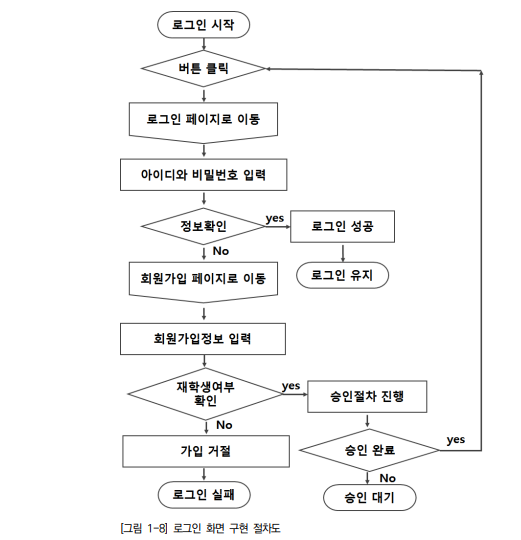 로그인 시작
버튼 클릭
로그인 페이지로 이동
아이디와 비밀번호 입력
정보확인
yes
로그인 성공
No
로그인 유지
회원가입 페이지로 이동
회원가입정보 입력
재학생여부
확인
yes
승인절차 진행
No
가입 거절
승인 완료
yes
No
로그인 실패
승인 대기
[그림 1-8] 로그인 화면 구현 절차도